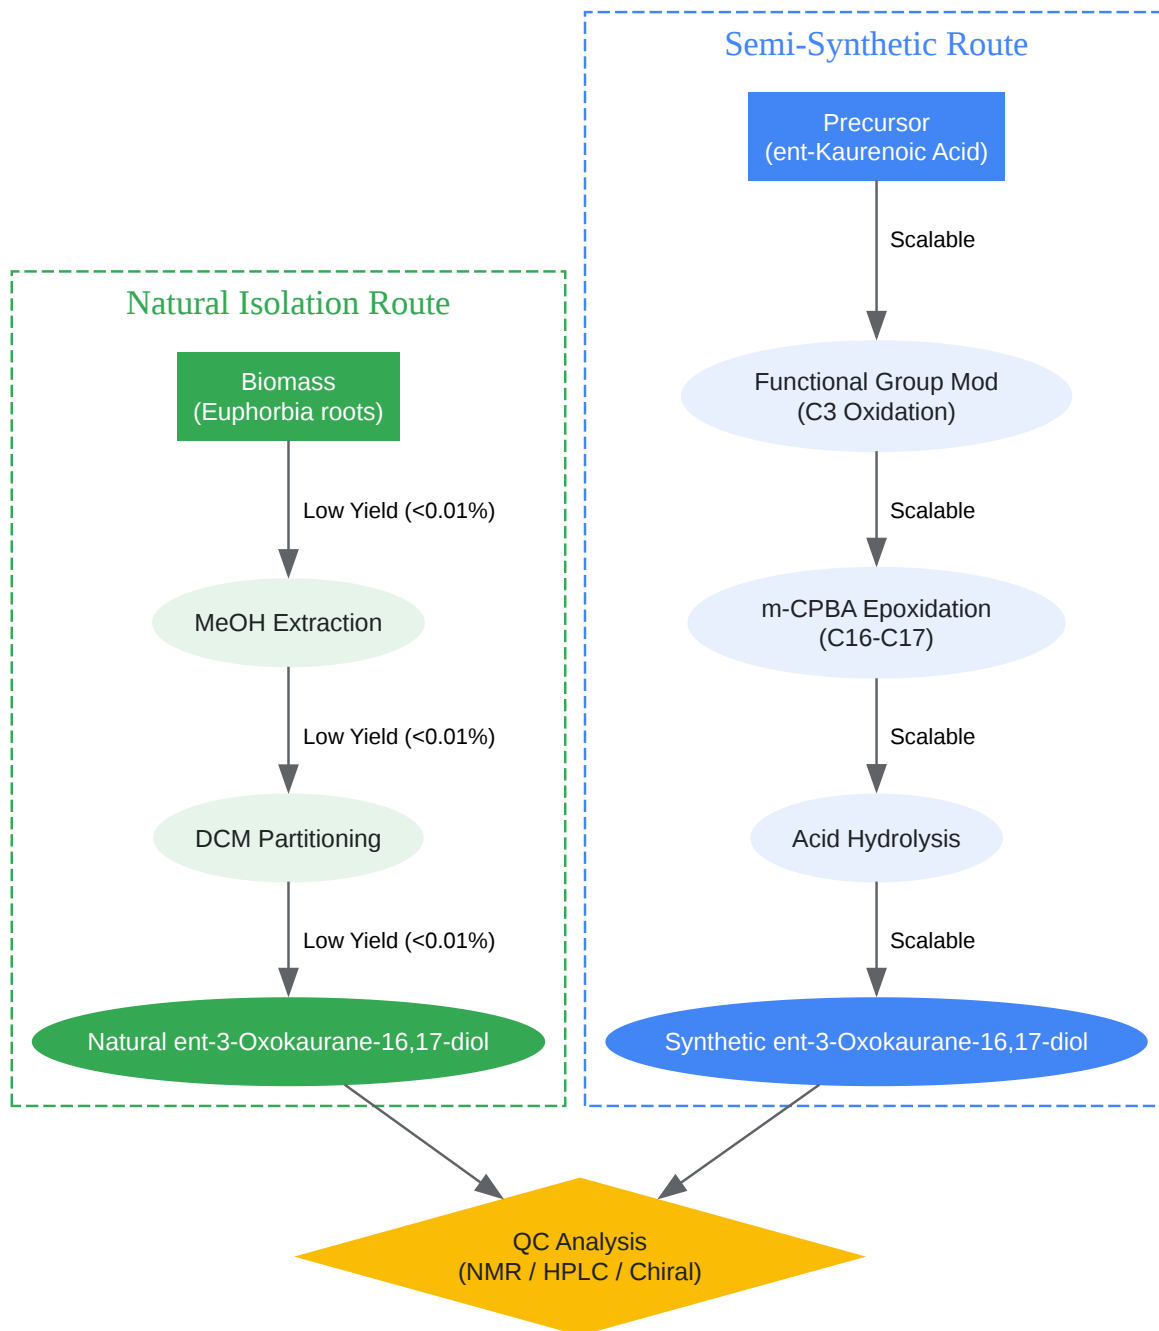 Semi-Synthetic Route
Precursor
(ent-Kaurenoic Acid)
Scalable
Functional Group Mod
(C3 Oxidation)
Scalable
m-CPBA Epoxidation
(C16-C17)
Scalable
Acid Hydrolysis
Scalable
Synthetic ent-3-Oxokaurane-16,17-diol
Natural Isolation Route
Biomass
(Euphorbia roots)
Low Yield (<0.01%)
MeOH Extraction
Low Yield (<0.01%)
DCM Partitioning
Low Yield (<0.01%)
Natural ent-3-Oxokaurane-16,17-diol
QC Analysis
(NMR / HPLC / Chiral)